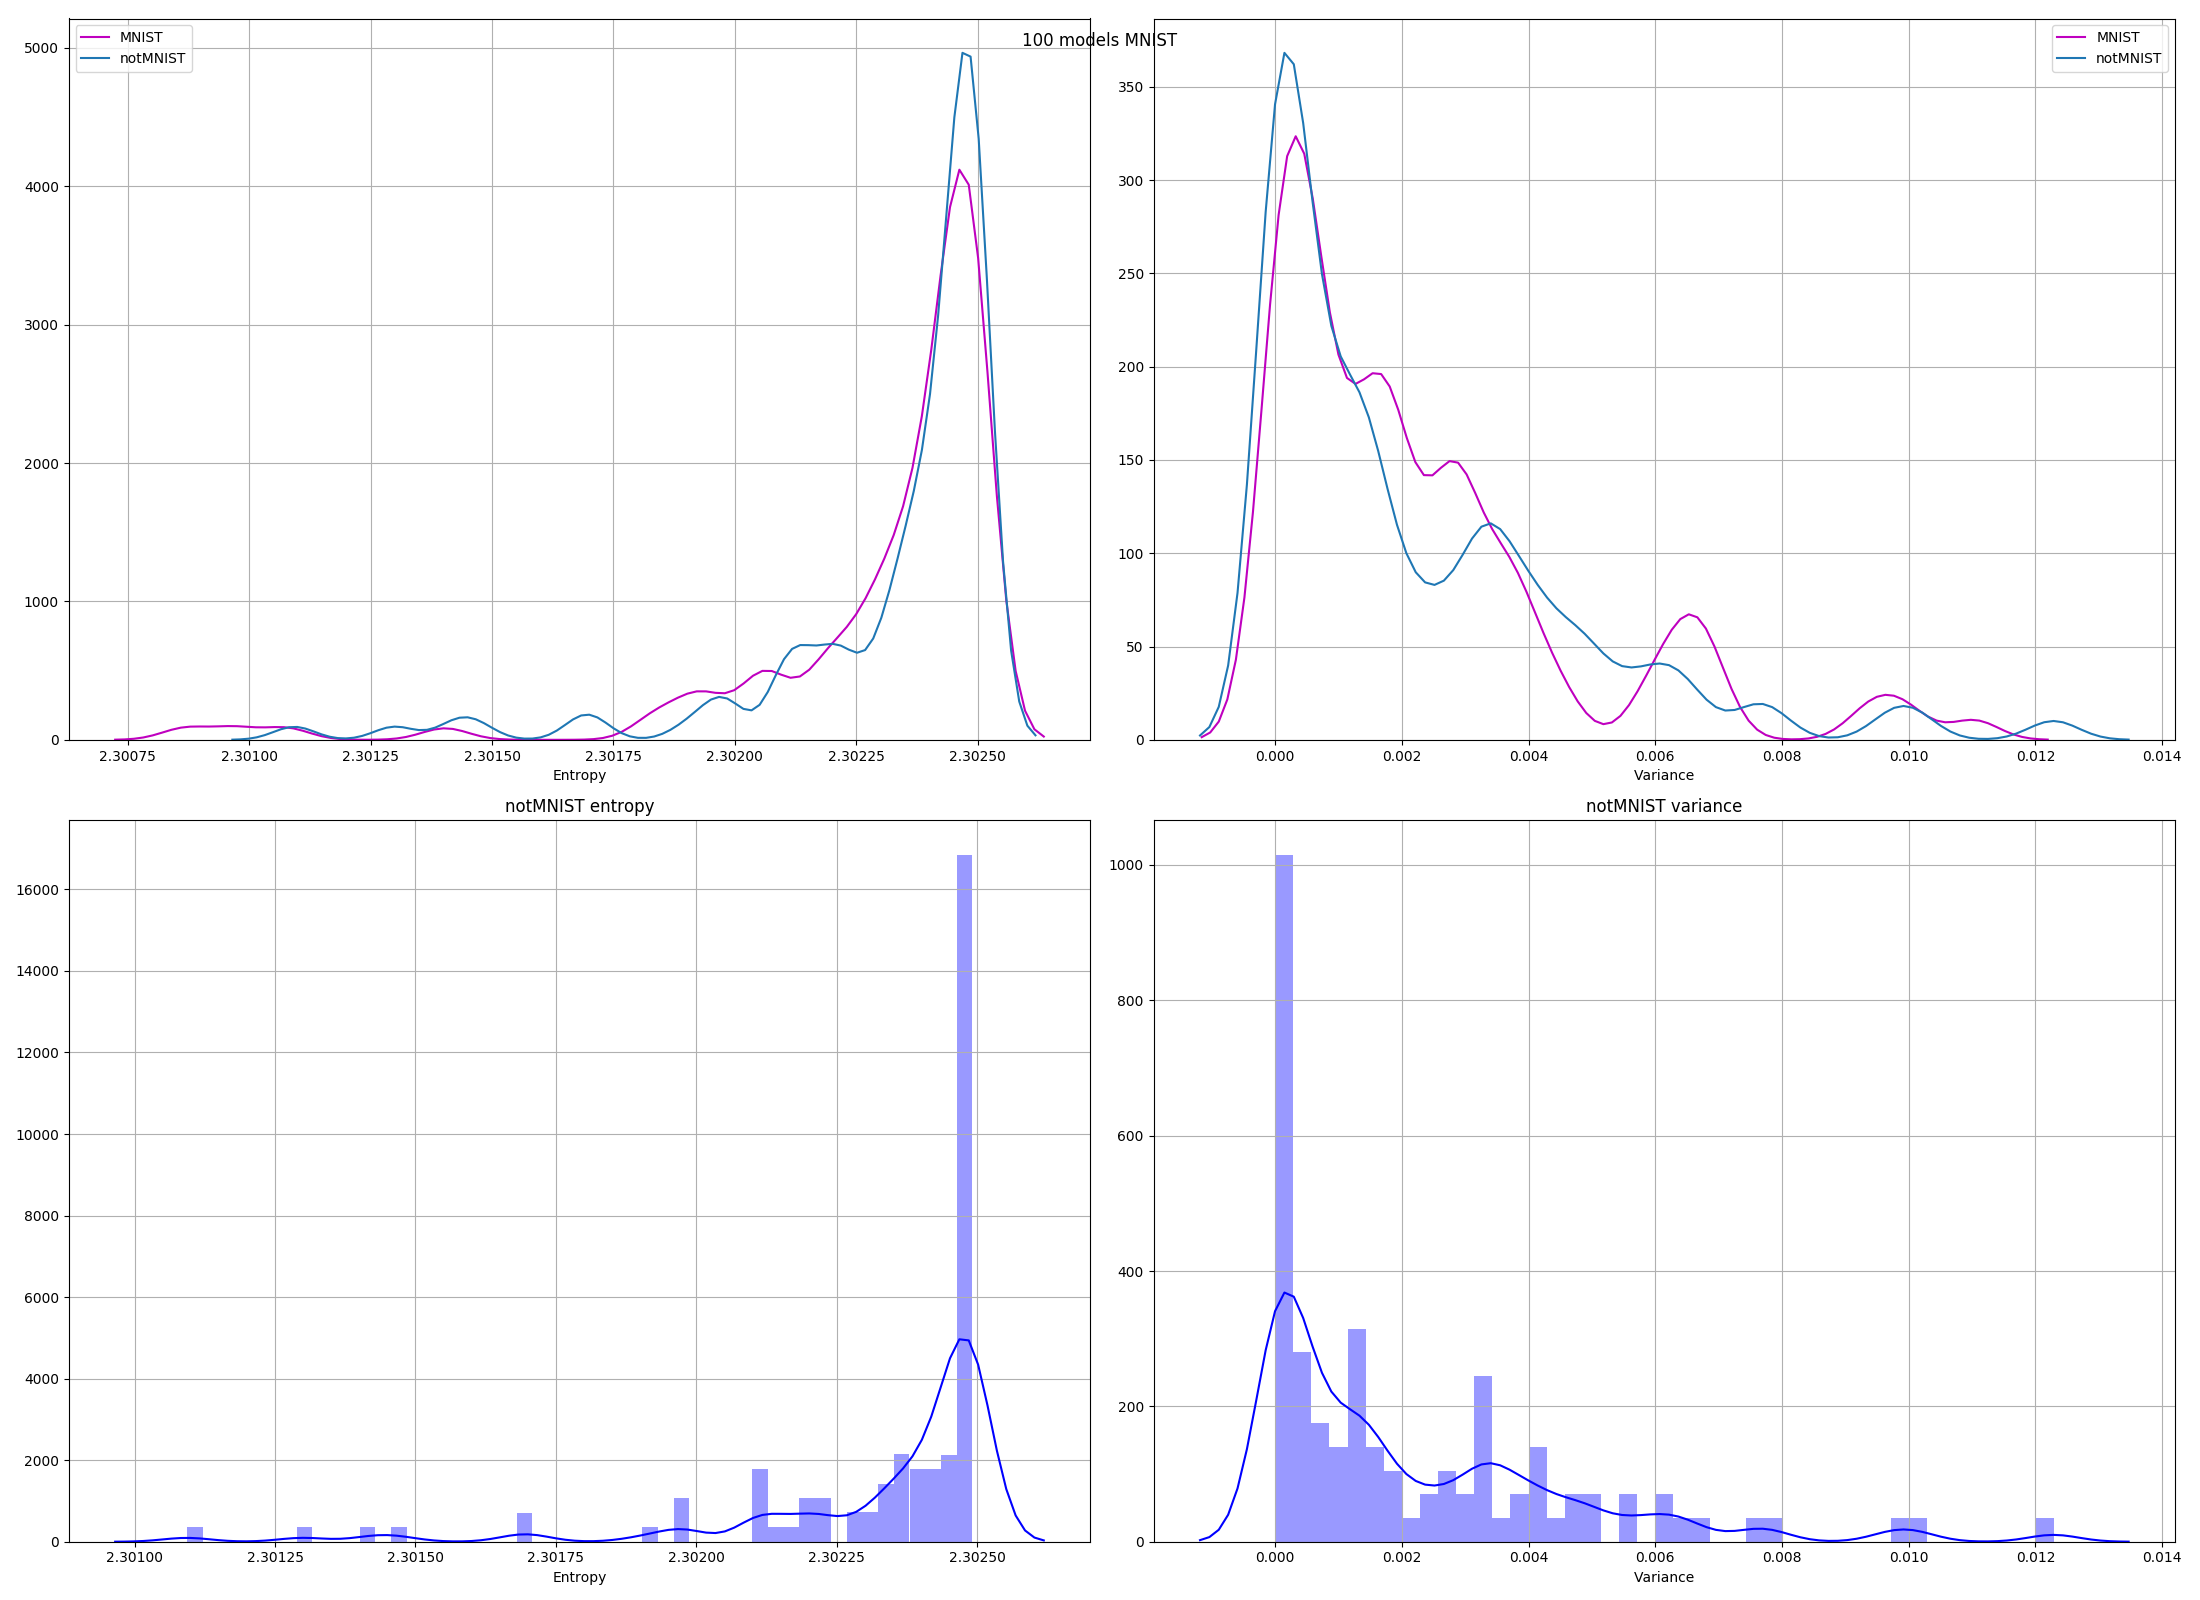 100 models MNIST
MNIST
notMNIST
5000
4000
3000
2000
1000
0
2.30075 2.30100 2.30125 2.30150 2.30175 2.30200 2.30225 2.30250
Entropy
MNIST
notMNIST
350
300
250
200
150
100
50
0
0.000 0.002 0.004 0.006 0.008 0.010 0.012 0.014
Variance
notMNIST entropy
16000
14000
12000
10000
8000
6000
4000
2000
0
2.30100 2.30125 2.30150 2.30175 2.30200 2.30225 2.30250
Entropy
notMNIST variance
1000
800
600
400
200
0
0.000 0.002 0.004 0.006 0.008 0.010 0.012 0.014
Variance